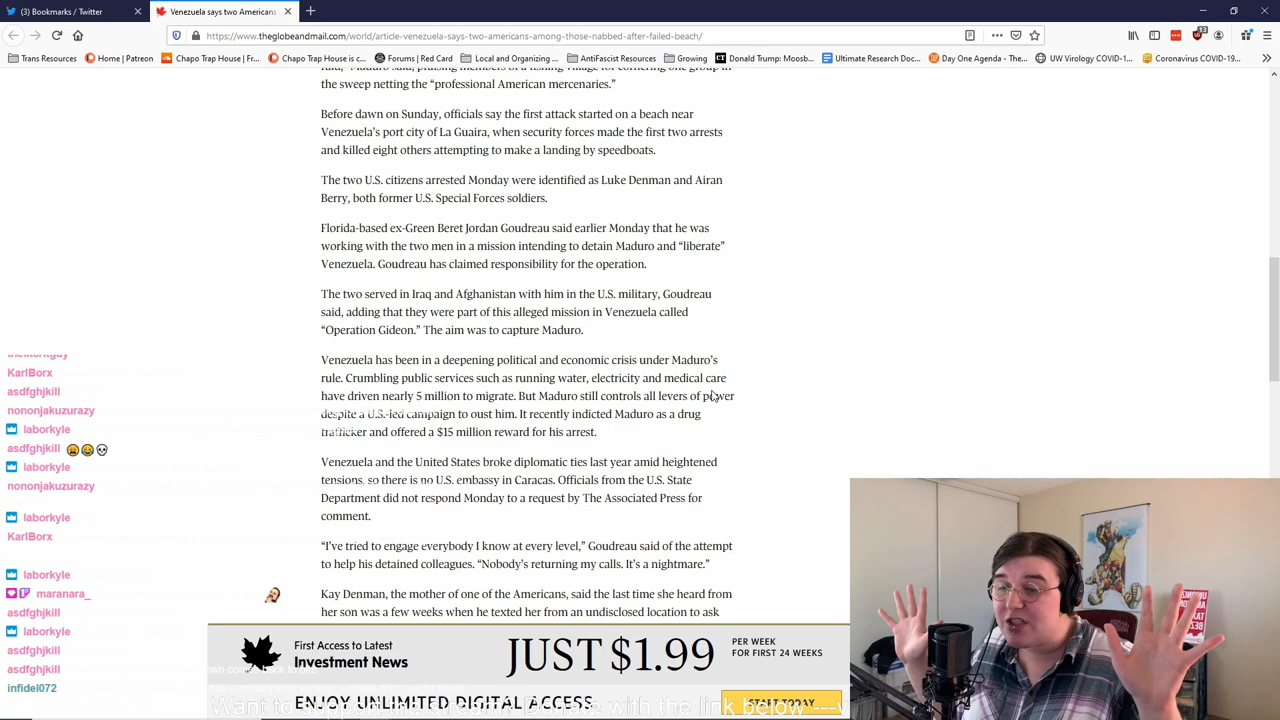 (3) Bookmarks / Twitter
Venezuela says two Americans
https://www.theglobeandmail.com/world/article-venezuela-says-two-americans-among-those-nabbed-after-failed-beach/
Trans Resources
Home | Patreon
Chapo Trap House | F...
Chapo Trap House is c...
Forums | Red Card
Local and Organizing ...
AntiFascist Resources
Growing
Donald Trump: Moosb...
Ultimate Research Doc...
Day One Agenda - The...
UW Virology COVID-1...
Coronavirus COVID-19...
the sweep netting the “professional American mercenaries.”
Before dawn on Sunday, officials say the first attack started on a beach near
Venezuela’s port city of La Guaira, when security forces made the first two arrests
and killed eight others attempting to make a landing by speedboats.
The two U.S. citizens arrested Monday were identified as Luke Denman and Airan
Berry, both former U.S. Special Forces soldiers.
Florida-based ex-Green Beret Jordan Goudreau said earlier Monday that he was
working with the two men in a mission intending to detain Maduro and “liberate”
Venezuela. Goudreau has claimed responsibility for the operation.
The two served in Iraq and Afghanistan with him in the U.S. military, Goudreau
said, adding that they were part of this alleged mission in Venezuela called
“Operation Gideon.” The aim was to capture Maduro.
Venezuela has been in a deepening political and economic crisis under Maduro’s
rule. Crumbling public services such as running water, electricity and medical care
have driven nearly 5 million to migrate. But Maduro still controls all levers of power
despite a U.S.-led campaign to oust him. It recently indicted Maduro as a drug
trafficker and offered a $15 million reward for his arrest.
Venezuela and the United States broke diplomatic ties last year amid heightened
tensions, so there is no U.S. embassy in Caracas. Officials from the U.S. State
Department did not respond Monday to a request by The Associated Press for
comment.
“I’ve tried to engage everybody I know at every level,” Goudreau said of the attempt
to help his detained colleagues. “Nobody’s returning my calls. It’s a nightmare.”
Kay Denman, the mother of one of the Americans, said the last time she heard from
her son was a few weeks when he texted her from an undisclosed location to ask
KarlBorx
asdfghjkill
nononjakuzurazy
laborkyle
asdfghjkill
laborkyle
nononjakuzurazy
laborkyle
KarlBorx
laborkyle
maranara_
asdfghjkill
laborkyle
asdfghjkill
asdfghjkill
infidel072
First Access to Latest
Investment News
JUST $1.99
PER WEEK
FOR FIRST 24 WEEKS
ENJOY UNLIMITED DIGITAL ACCESS
START TODAY
Want to support the stream? Donate with the link below ---v